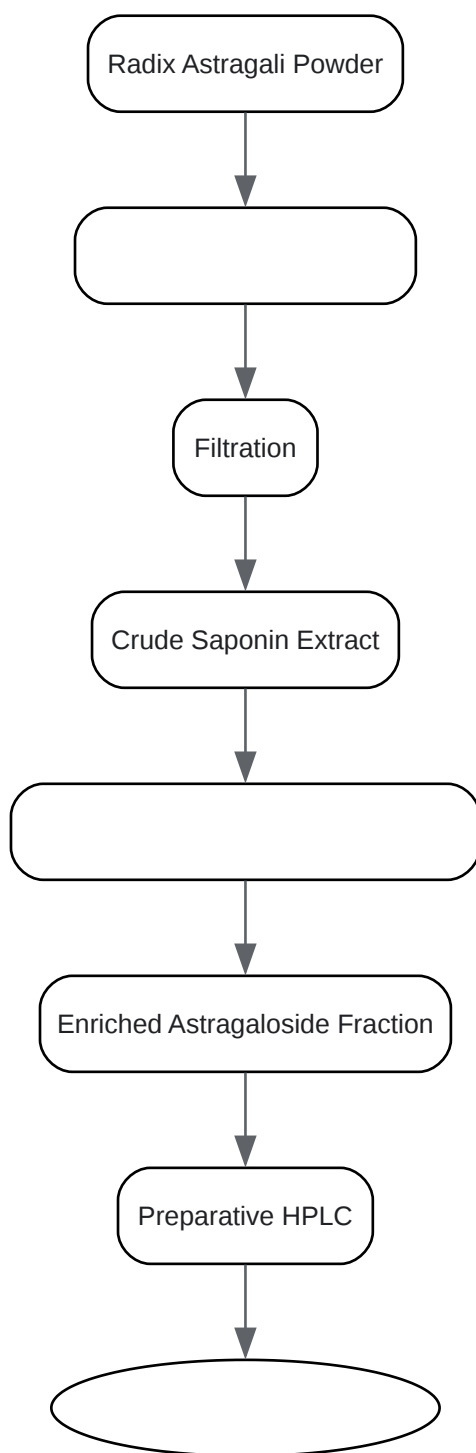 Radix Astragali Powder
Filtration
Crude Saponin Extract
Enriched Astragaloside Fraction
Preparative HPLC